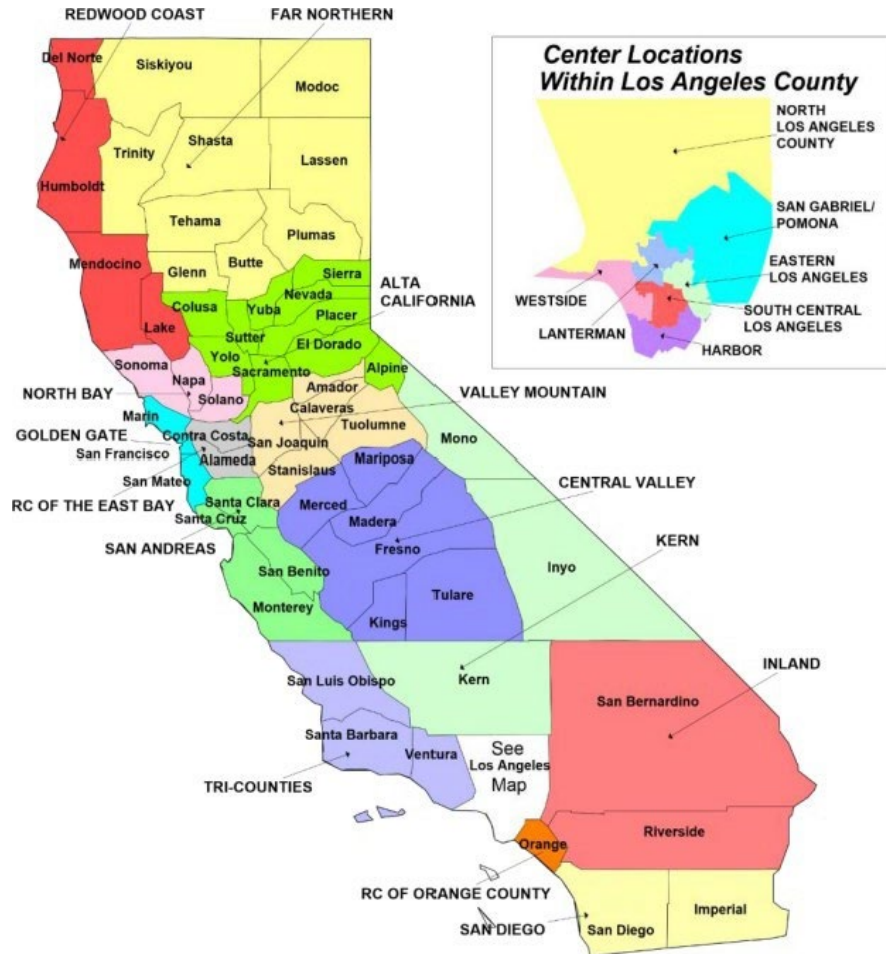 REDWOOD COAST
FAR NORTHERN
Del Norte
Siskiyou
Modoc
Center Locations
Within Los Angeles County
NORTH
LOS ANGELES
COUNTY
SAN GABRIEL/
POMONA
EASTERN
LOS ANGELES
WESTSIDE
SOUTH CENTRAL
LOS ANGELES
LANTERMAN
HARBOR
Trinity
Shasta
Lassen
Humboldt
Tehama
Plumas
Mendocino
Glenn
Butte
Sierra
ALTA
CALIFORNIA
Colusa
Yuba
Nevada
Placer
Lake
Sutter
Yolo
El Dorado
Sonoma
Napa
Sacramento
Alpine
NORTH BAY
Solano
Amador
VALLEY MOUNTAIN
Marin
Calaveras
GOLDEN GATE
Contra Costa
San Joaquin
Tuolumne
Mono
San Francisco
Alameda
Stanislaus
Mariposa
San Mateo
CENTRAL VALLEY
RC OF THE EAST BAY
Santa Clara
Merced
Santa Cruz
Madera
SAN ANDREAS
Fresno
KERN
San Benito
Inyo
Monterey
Tulare
Kings
INLAND
San Luis Obispo
Kern
San Bernardino
Santa Barbara
Ventura
See
Los Angeles
Map
TRI-COUNTIES
Riverside
Orange
RC OF ORANGE COUNTY
Imperial
SAN DIEGO
San Diego